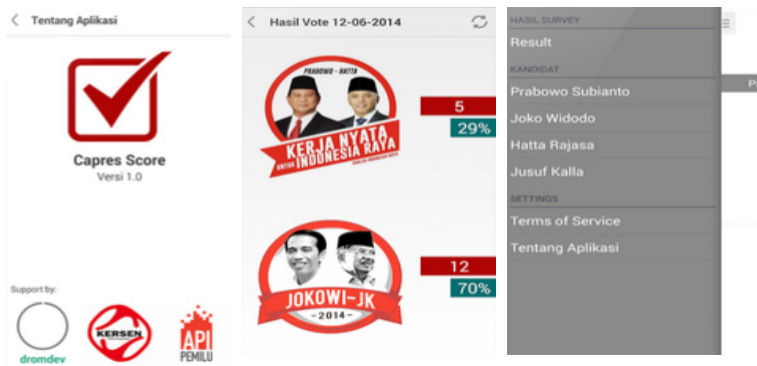 Tentang Aplikasi
Capres Score
Versi 1.0
Support by:
dromdev
KERSEN
API
PEMILU
Hasil Vote 12-06-2014
PRABOWO - HATTA
KERJA NYATA
UNTUK INDONESIA RAYA
5
29%
JOKOWI-JK
-2014-
12
70%
HASIL SURVEY
Result
KANDIDAT
Prabowo Subianto
Joko Widodo
Hatta Rajasa
Jusuf Kalla
SETTINGS
Terms of Service
Tentang Aplikasi